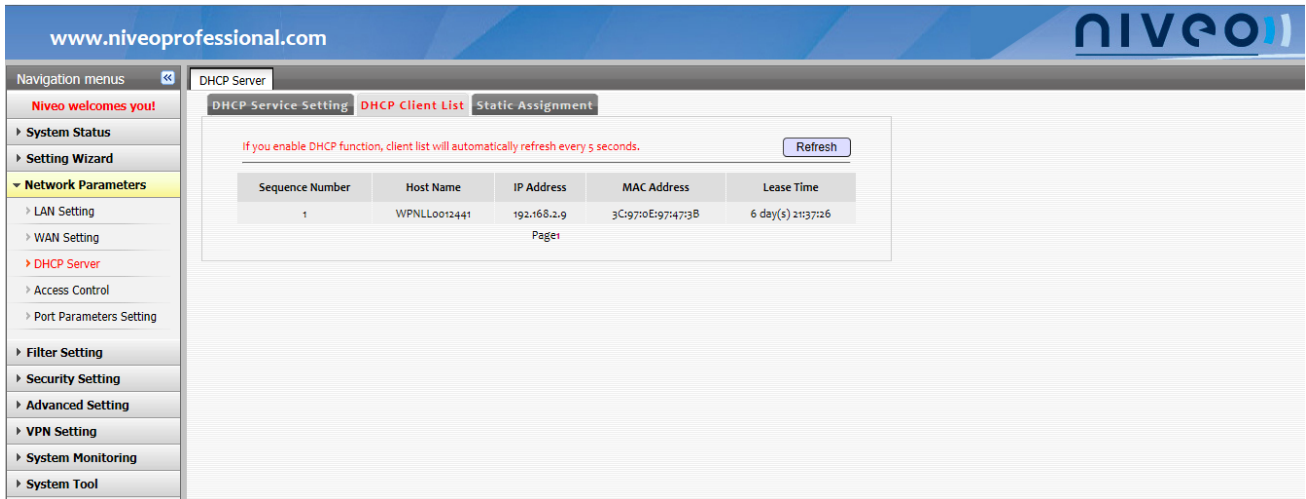 www.niveoprofessional.com
niveo
Navigation menus
Niveo welcomes you!
System Status
Setting Wizard
Network Parameters
LAN Setting
WAN Setting
DHCP Server
Access Control
Port Parameters Setting
Filter Setting
Security Setting
Advanced Setting
VPN Setting
System Monitoring
System Tool
DHCP Server
DHCP Service Setting DHCP Client List Static Assignment
If you enable DHCP function, client list will automatically refresh every 5 seconds. Refresh
Sequence Number Host Name IP Address MAC Address Lease Time
1 WPNLL0012441 192.168.2.9 3C:97:0E:97:47:3B 6 day(s) 21:37:26
Page1